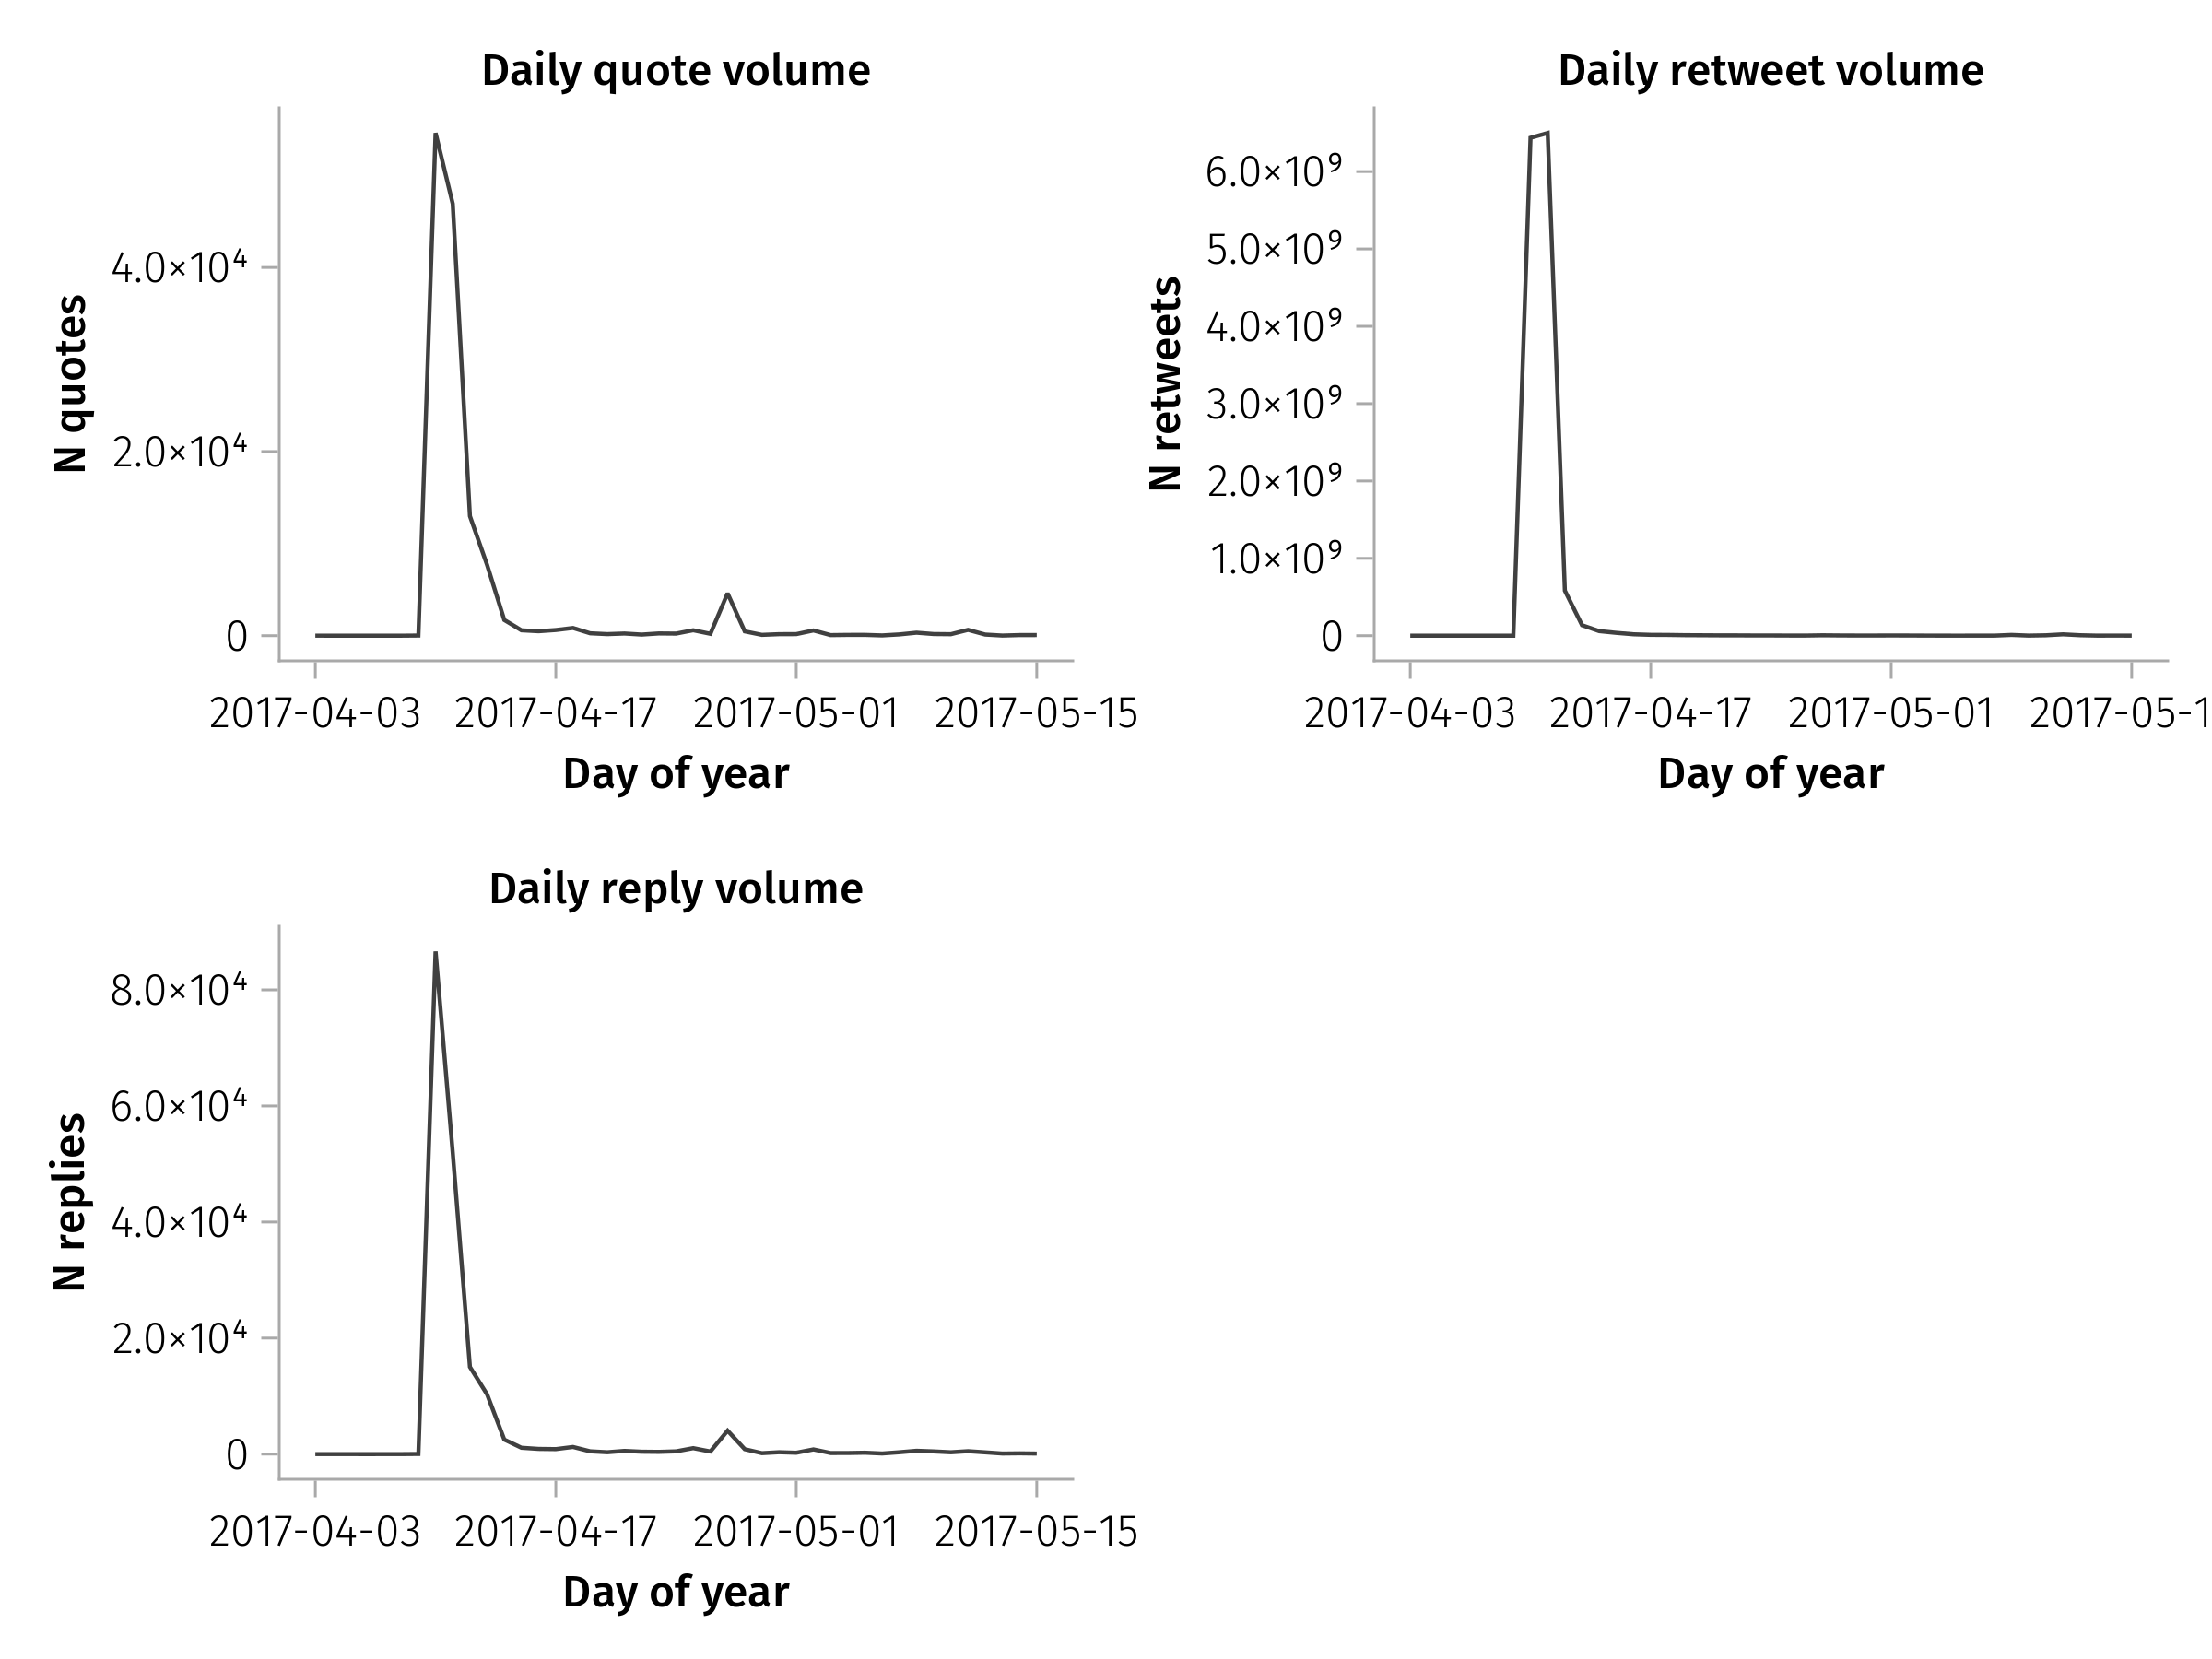 Daily quote volume
N quotes
4.0×10⁴
2.0×10⁴
0
2017-04-03 2017-04-17 2017-05-01 2017-05-15
Day of year
Daily retweet volume
N retweets
6.0×10⁹
5.0×10⁹
4.0×10⁹
3.0×10⁹
2.0×10⁹
1.0×10⁹
0
2017-04-03 2017-04-17 2017-05-01 2017-05-1
Day of year
Daily reply volume
N replies
8.0×10⁴
6.0×10⁴
4.0×10⁴
2.0×10⁴
0
2017-04-03 2017-04-17 2017-05-01 2017-05-15
Day of year